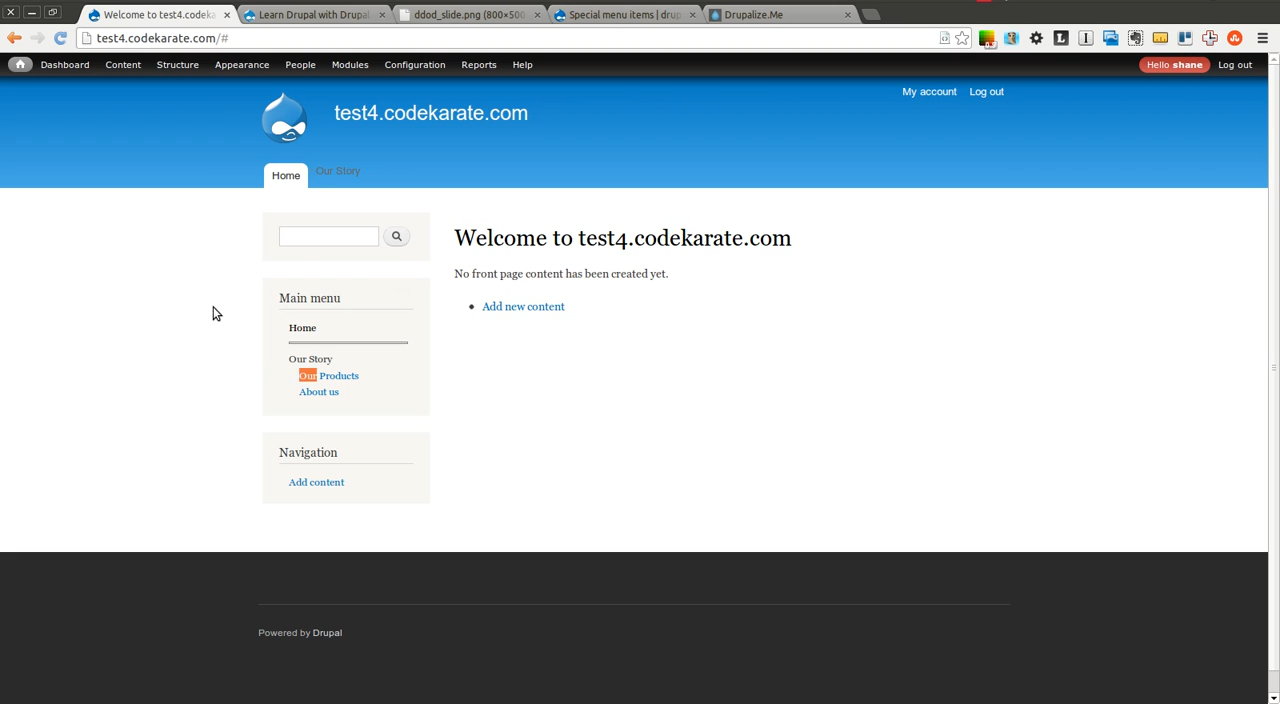 Welcome to test4.codeka
Learn Drupal with Drupal
ddod_slide.png (800×500
Special menu items | drup
Drupalize.Me
test4.codekarate.com/#
Dashboard Content Structure Appearance People Modules Configuration Reports Help
Hello shane Log out
My account Log out
test4.codekarate.com
Home Our Story
Welcome to test4.codekarate.com
No front page content has been created yet.
Add new content
Main menu
Home
Our Story
Our Products
About us
Navigation
Add content
Powered by Drupal